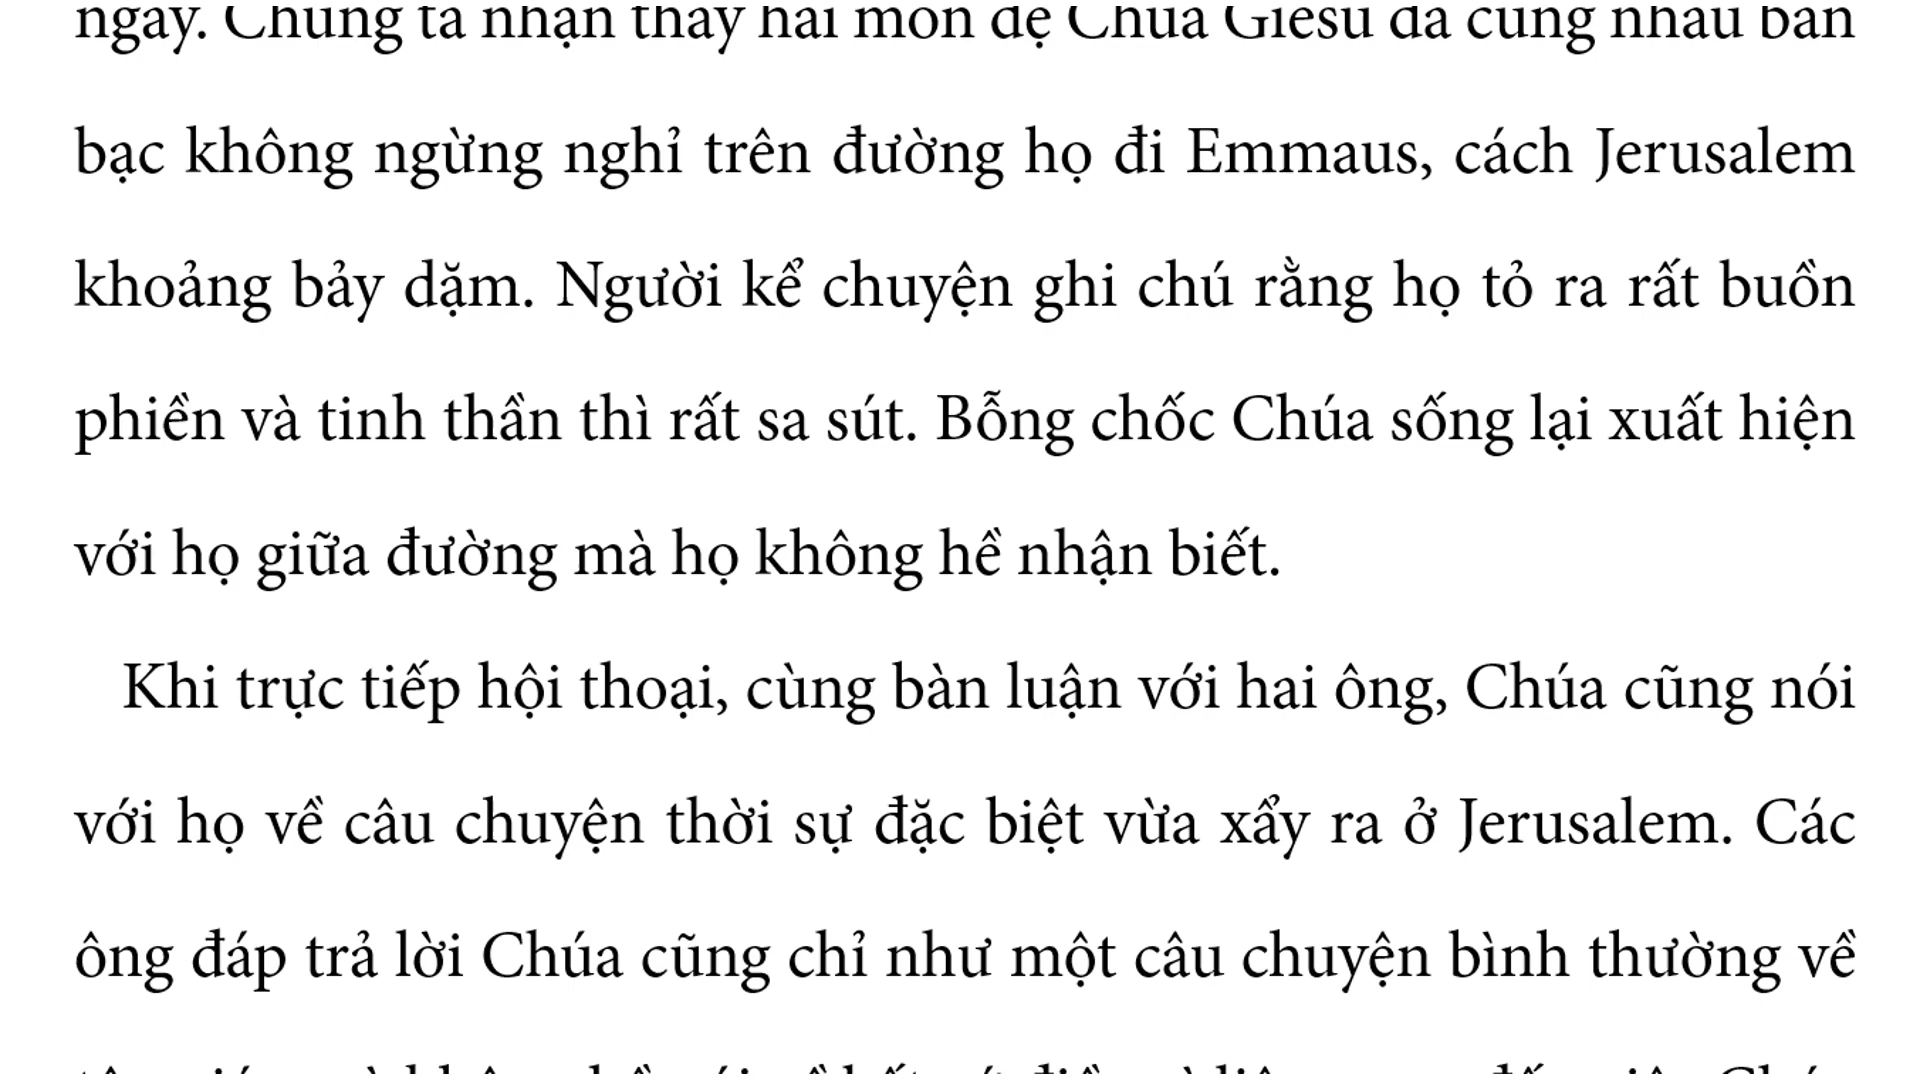 ngày. Chúng ta nhận thấy hai môn đệ Chúa Giêsu đã cùng nhau bàn
bạc không ngừng nghỉ trên đường họ đi Emmaus, cách Jerusalem
khoảng bảy dặm. Người kể chuyện ghi chú rằng họ tỏ ra rất buồn
phiền và tinh thần thì rất sa sút. Bỗng chốc Chúa sống lại xuất hiện
với họ giữa đường mà họ không hề nhận biết.
Khi trực tiếp hội thoại, cùng bàn luận với hai ông, Chúa cũng nói
với họ về câu chuyện thời sự đặc biệt vừa xẩy ra ở Jerusalem. Các
ông đáp trả lời Chúa cũng chỉ như một câu chuyện bình thường về